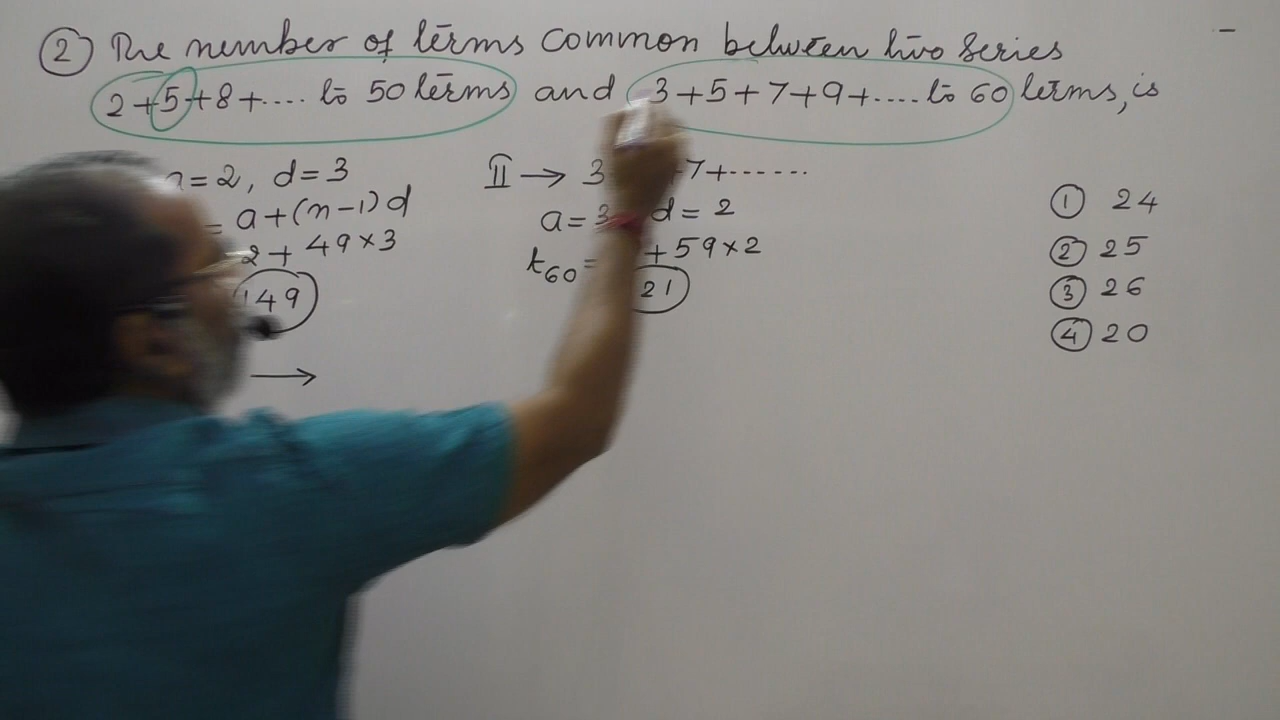 ② The number of terms common between two series
2+5+8+.... to 50 terms and 3+5+7+9+.... to 60 terms, is
a=2, d=3
= a+(n-1)d
2+49×3
149
→
II → 3 +7+......
a=3 d=2
t60= +59×2
21
① 24
② 25
③ 26
④ 20